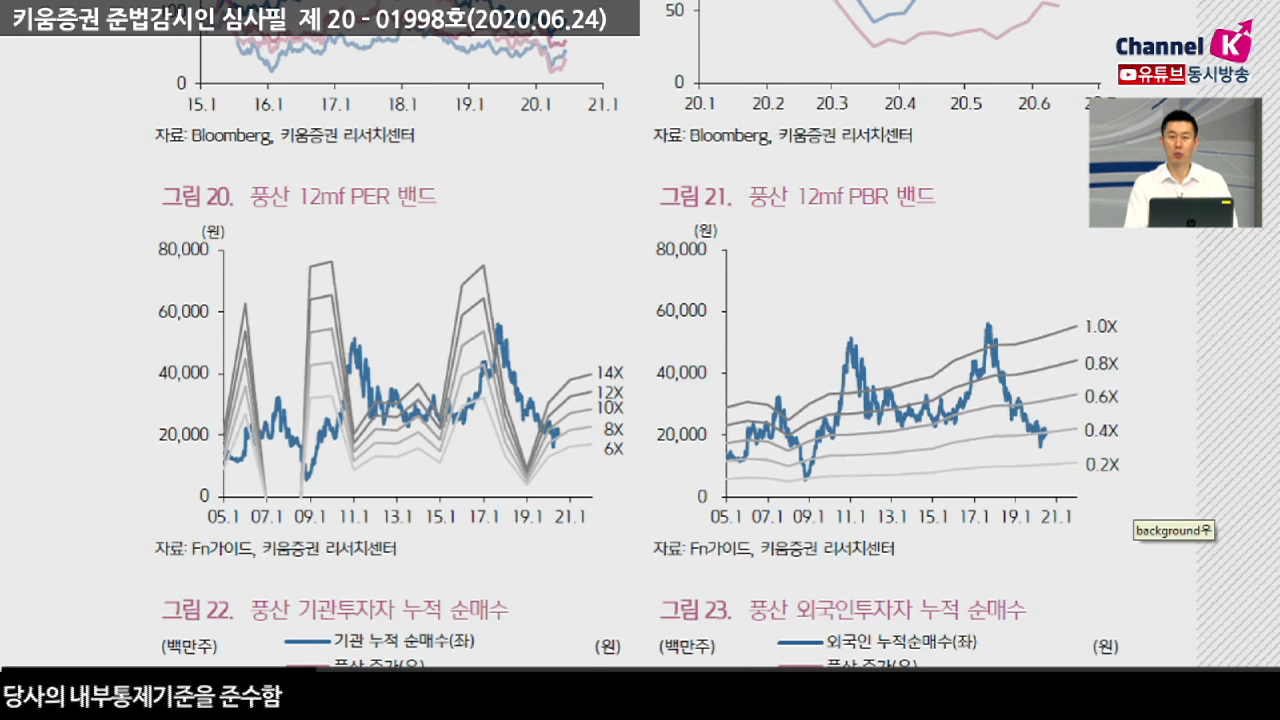 키움증권 준법감시인 심사필 제 20 - 01998호(2020.06.24)
Channel K
유튜브동시방송
100
0
15.1 16.1 17.1 18.1 19.1 20.1 21.1
50
0
20.1 20.2 20.3 20.4 20.5 20.6
자료: Bloomberg, 키움증권 리서치센터
자료: Bloomberg, 키움증권 리서치센터
그림 20. 풍산 12mf PER 밴드
(원)
80,000
60,000
40,000
20,000
0
14X
12X
10X
8X
6X
05.1 07.1 09.1 11.1 13.1 15.1 17.1 19.1 21.1
자료: Fn가이드, 키움증권 리서치센터
그림 21. 풍산 12mf PBR 밴드
(원)
80,000
60,000
40,000
20,000
0
1.0X
0.8X
0.6X
0.4X
0.2X
05.1 07.1 09.1 11.1 13.1 15.1 17.1 19.1 21.1
자료: Fn가이드, 키움증권 리서치센터
background우
그림 22. 풍산 기관투자자 누적 순매수
(백만주) 기관 누적 순매수(좌) (원)
풍산 주가(우)
그림 23. 풍산 외국인투자자 누적 순매수
(백만주) 외국인 누적순매수(좌) (원)
풍산 주가(우)
당사의 내부통제기준을 준수함